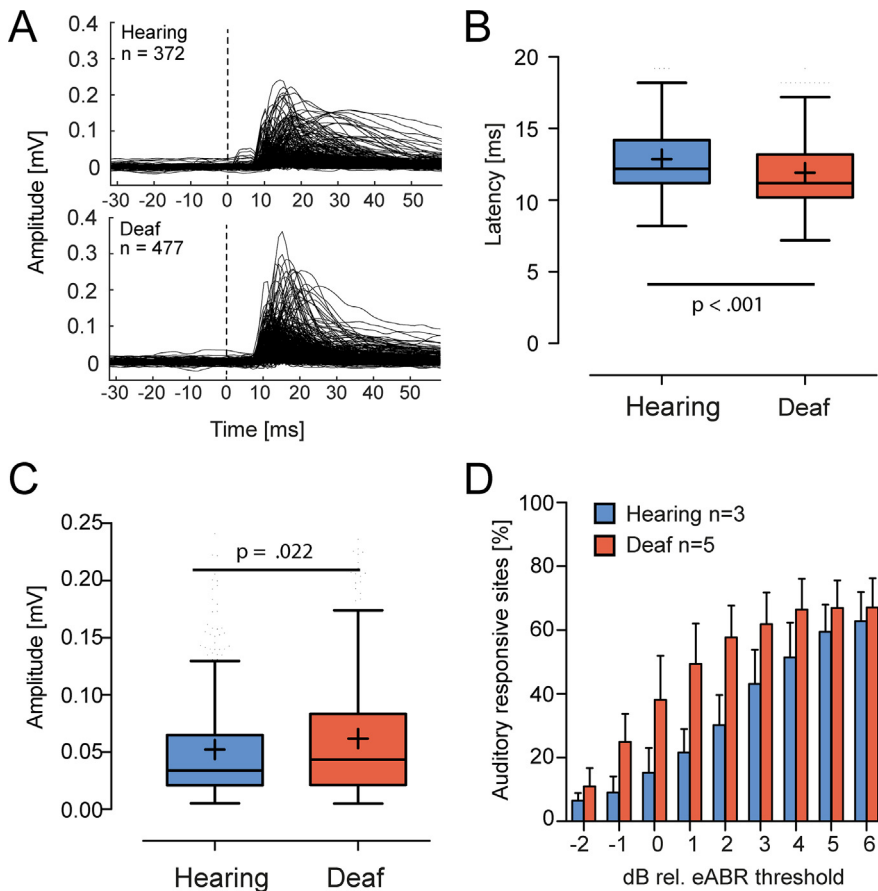 A
Hearing
n = 372
0.4
0.3
0.2
0.1
0
-30 -20 -10 0 10 20 30 40 50
Deaf
n = 477
0.4
0.3
0.2
0.1
0
-30 -20 -10 0 10 20 30 40 50
Amplitude [mV]
Time [ms]
B
20
15
10
5
0
Latency [ms]
p < .001
Hearing Deaf
C
0.25
0.20
0.15
0.10
0.05
0.00
Amplitude [mV]
p = .022
Hearing Deaf
D
100
80
60
40
20
0
Auditory responsive sites [%]
Hearing n=3
Deaf n=5
-2 -1 0 1 2 3 4 5 6
dB rel. eABR threshold